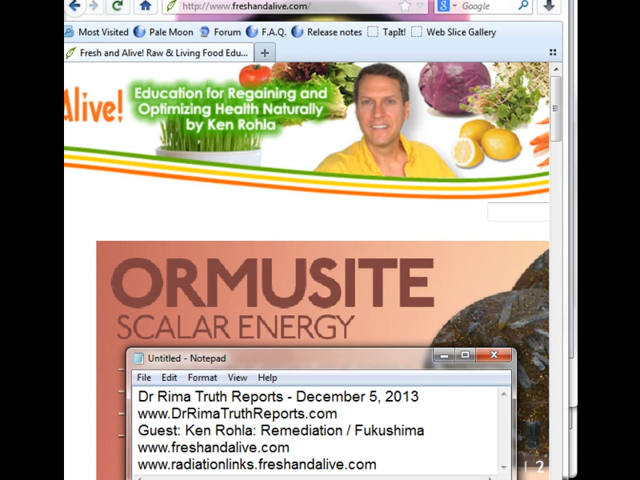 http://www.freshandalive.com/
Google
Most Visited Pale Moon Forum F.A.Q. Release notes TapIt! Web Slice Gallery
Fresh and Alive! Raw & Living Food Edu...
Alive!
Education for Regaining and
Optimizing Health Naturally
by Ken Rohla
ORMUSITE
SCALAR ENERGY
Untitled - Notepad
File Edit Format View Help
Dr Rima Truth Reports - December 5, 2013
www.DrRimaTruthReports.com
Guest: Ken Rohla: Remediation / Fukushima
www.freshandalive.com
www.radiationlinks.freshandalive.com
2